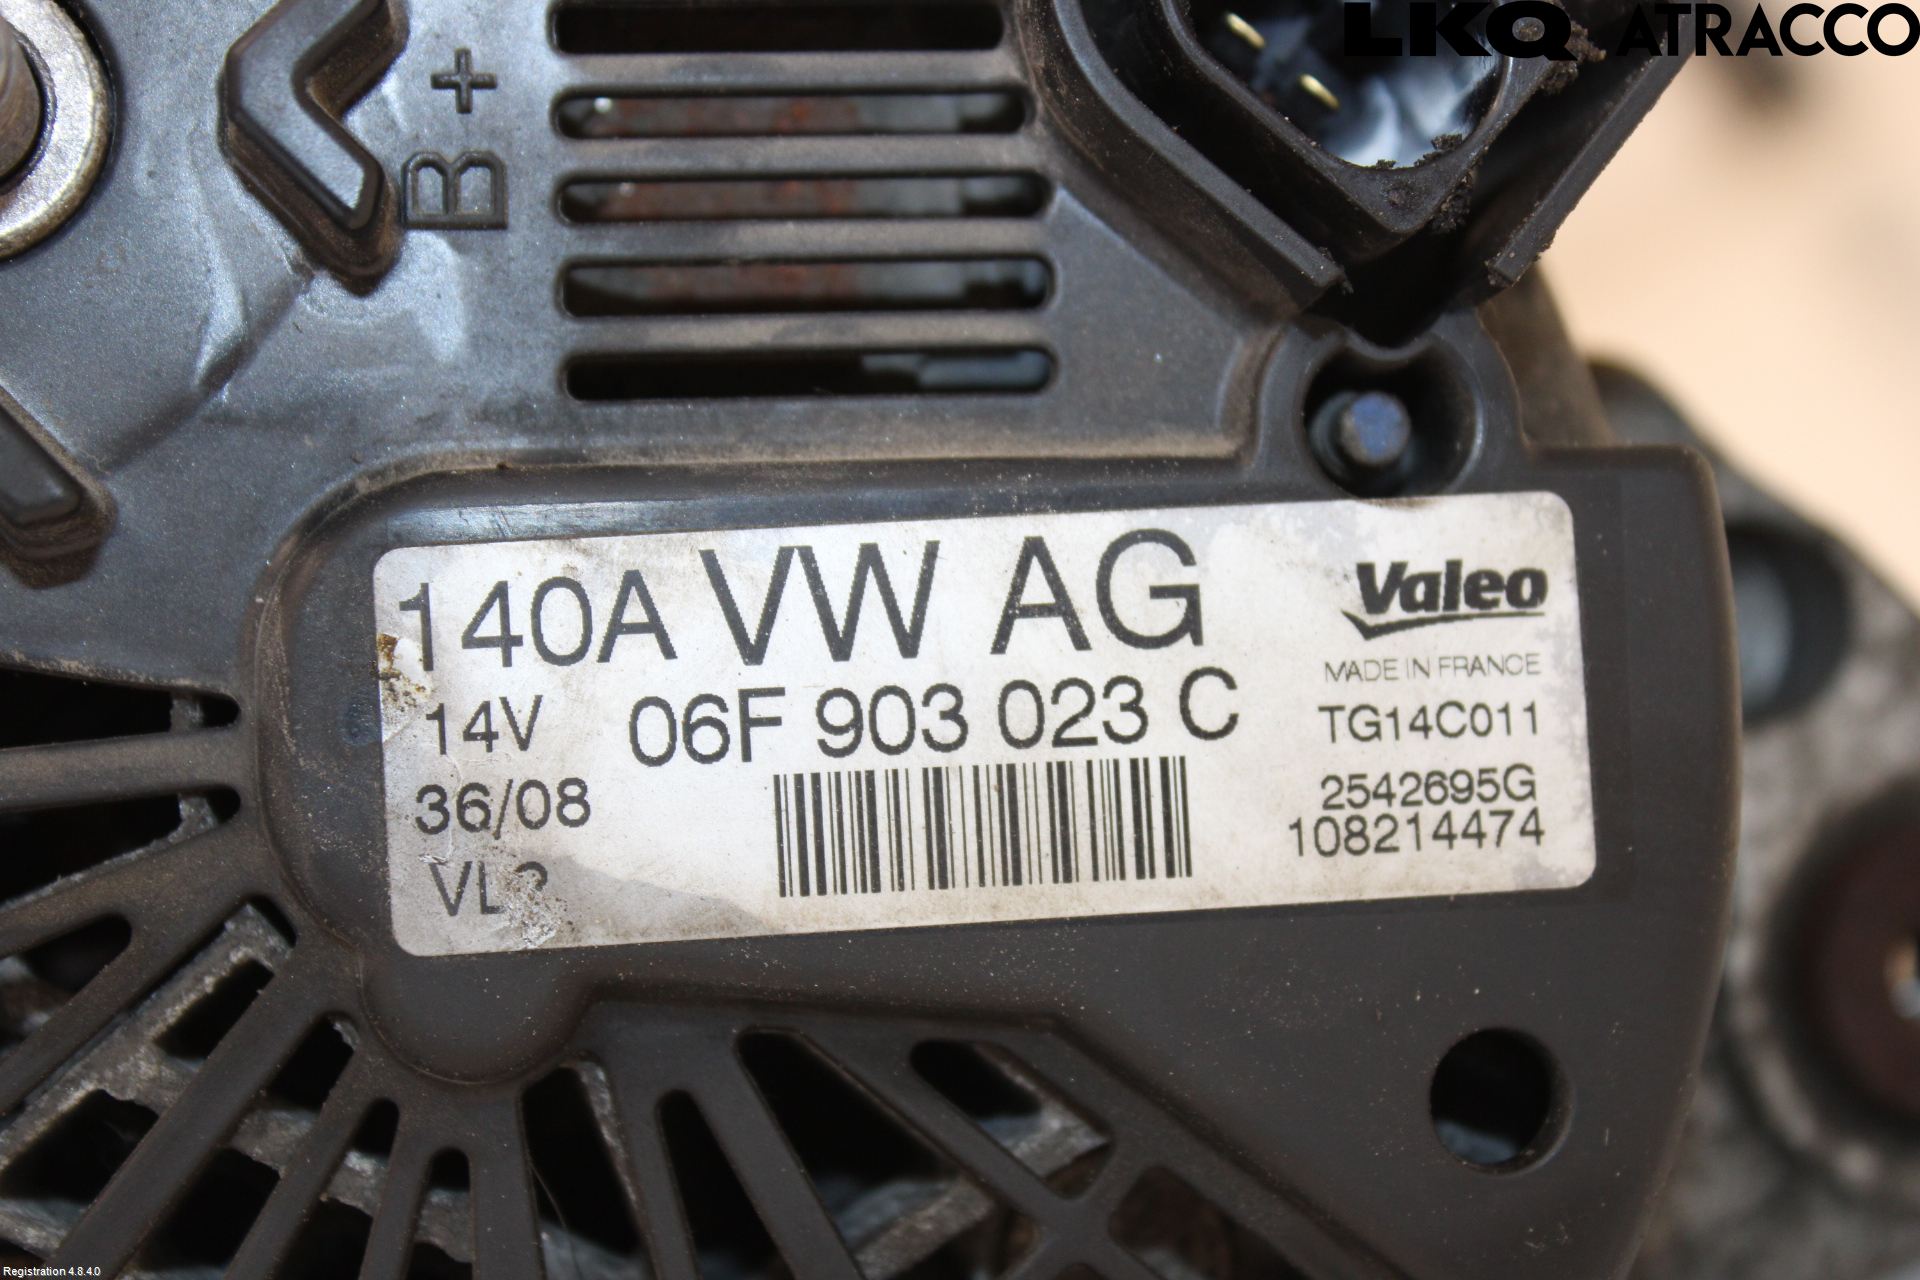 LKQ ATRACCO
B+
140A VW AG
Valeo
MADE IN FRANCE
14V 06F 903 023 C TG14C011
36/08 2542695G
108214474
Registration 4.8.4.0